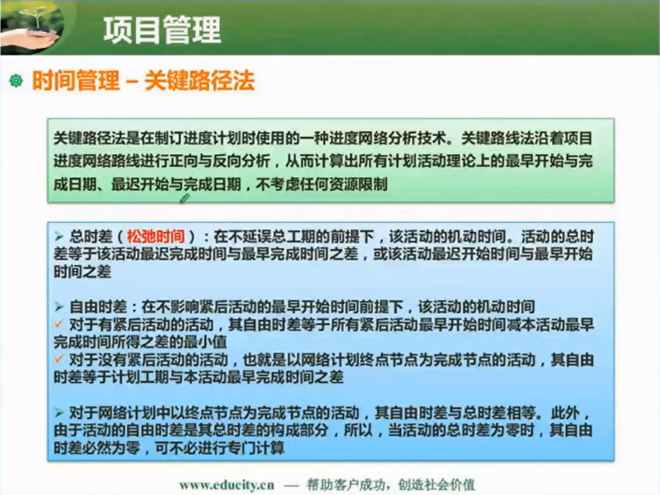 项目管理
时间管理 – 关键路径法
关键路径法是在制订进度计划时使用的一种进度网络分析技术。关键路线法沿着项目
进度网络路线进行正向与反向分析，从而计算出所有计划活动理论上的最早开始与完
成日期、最迟开始与完成日期，不考虑任何资源限制
总时差（松弛时间）：在不延误总工期的前提下，该活动的机动时间。活动的总时
差等于该活动最迟完成时间与最早完成时间之差，或该活动最迟开始时间与最早开始
时间之差
自由时差：在不影响紧后活动的最早开始时间前提下，该活动的机动时间
对于有紧后活动的活动，其自由时差等于所有紧后活动最早开始时间减本活动最早
完成时间所得之差的最小值
对于没有紧后活动的活动，也就是以网络计划终点节点为完成节点的活动，其自由
时差等于计划工期与本活动最早完成时间之差
对于网络计划中以终点节点为完成节点的活动，其自由时差与总时差相等。此外，
由于活动的自由时差是其总时差的构成部分，所以，当活动的总时差为零时，其自由
时差必然为零，可不必进行专门计算
www.educity.cn — 帮助客户成功，创造社会价值